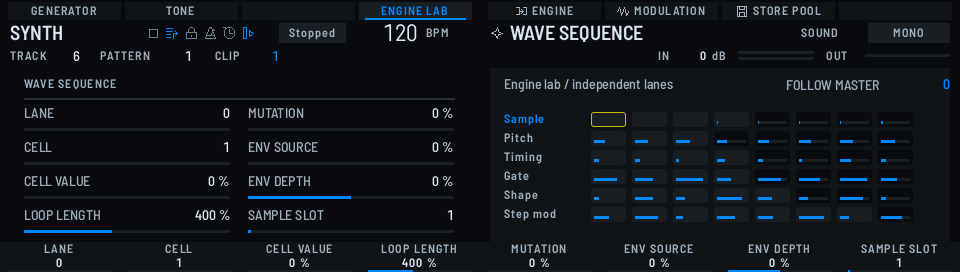 GENERATOR TONE ENGINE LAB ENGINE MODULATION STORE POOL
SYNTH Stopped 120 BPM WAVE SEQUENCE SOUND MONO
TRACK 6 PATTERN 1 CLIP 1 IN 0 dB OUT
WAVE SEQUENCE Engine lab / independent lanes FOLLOW MASTER 0
LANE 0 MUTATION 0 %
Sample
Pitch
CELL 1 ENV SOURCE 0 %
Timing
Gate
CELL VALUE 0 % ENV DEPTH 0 %
Shape
Step mod
LOOP LENGTH 400 % SAMPLE SLOT 1
LANE CELL CELL VALUE LOOP LENGTH MUTATION ENV SOURCE ENV DEPTH SAMPLE SLOT
0 1 0 % 400 % 0 % 0 % 0 % 1